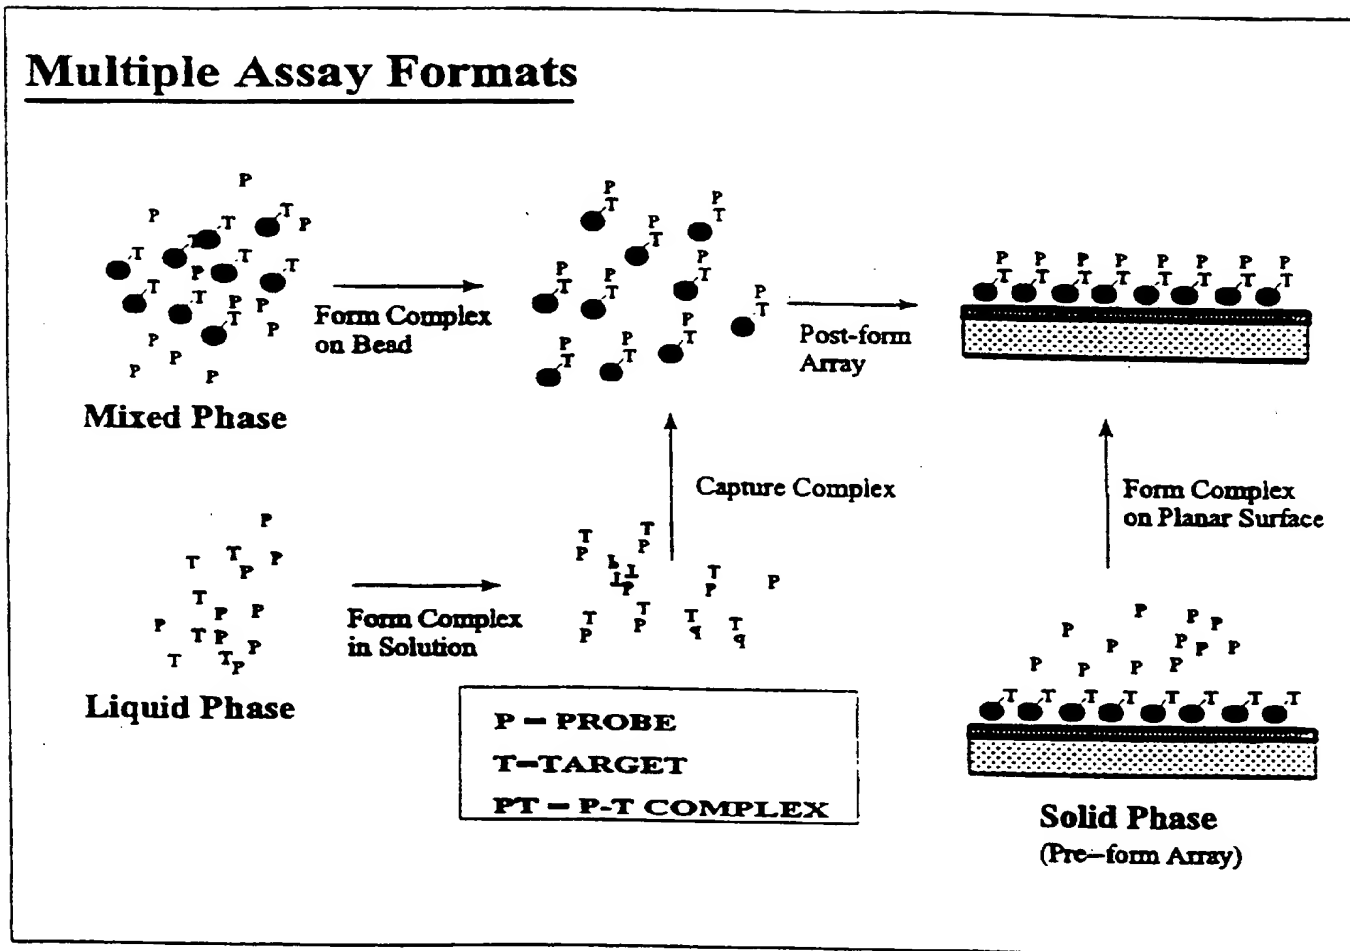 Multiple Assay Formats
Form Complex
on Bead
Post-form
Array
Mixed Phase
Capture Complex
Form Complex
on Planar Surface
Form Complex
in Solution
Liquid Phase
P – PROBE
T–TARGET
PT – P-T COMPLEX
Solid Phase
(Pre–form Array)